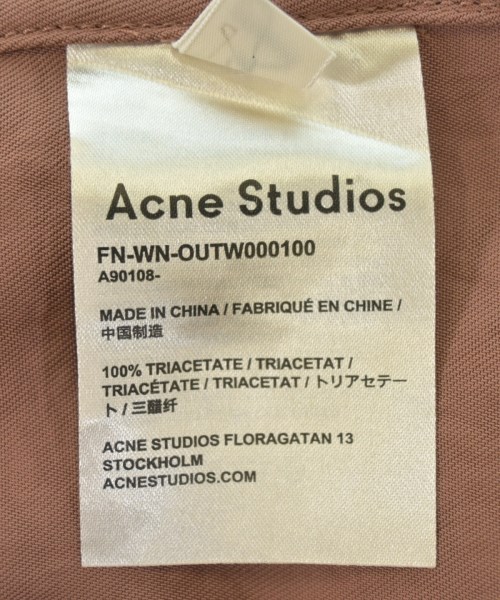 Acne Studios
FN-WN-OUTW000100
A90108-
MADE IN CHINA / FABRIQUÉ EN CHINE /
中国制造
100% TRIACETATE / TRIACETAT /
TRIACÉTATE / TRIACETAT / トリアセテー
ト / 三醋纤
ACNE STUDIOS FLORAGATAN 13
STOCKHOLM
ACNESTUDIOS.COM